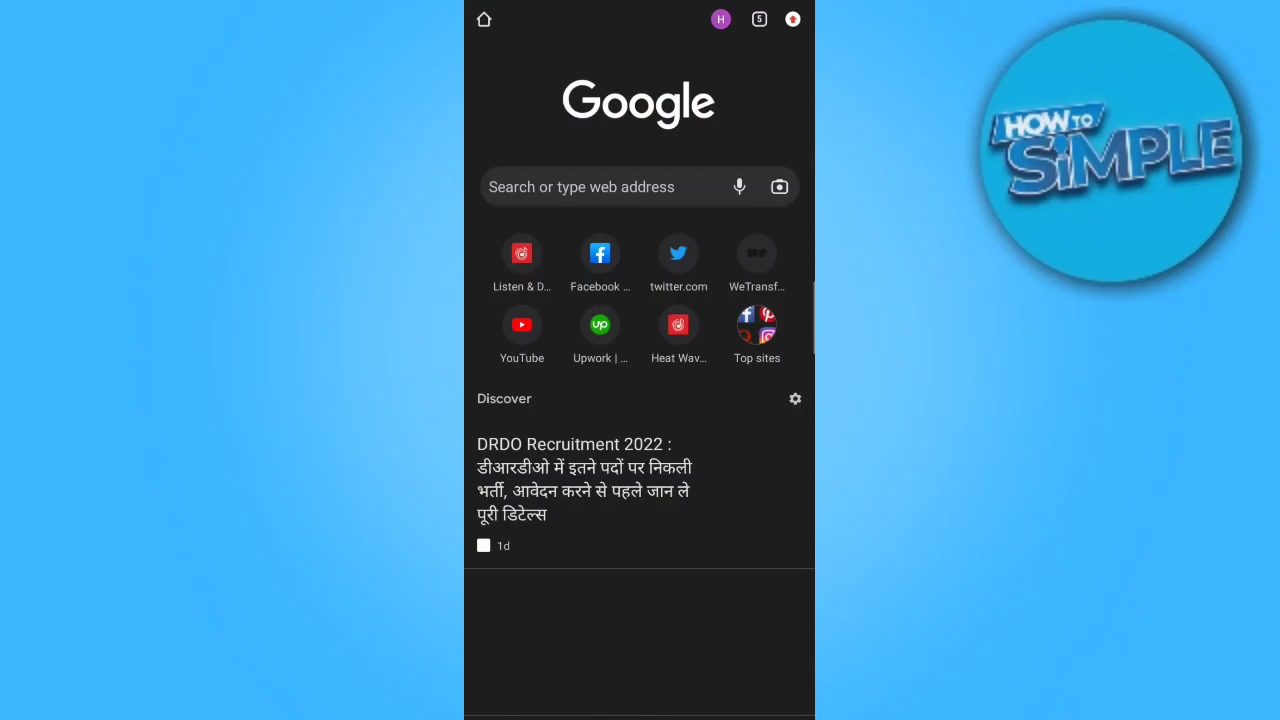 H
5
HOW TO
SIMPLE
Google
Search or type web address
Listen & D...
Facebook ...
twitter.com
WeTransf...
YouTube
Upwork | ...
Heat Wav...
Top sites
Discover
DRDO Recruitment 2022 :
डीआरडीओ में इतने पदों पर निकली
भर्ती, आवेदन करने से पहले जान ले
पूरी डिटेल्स
1d